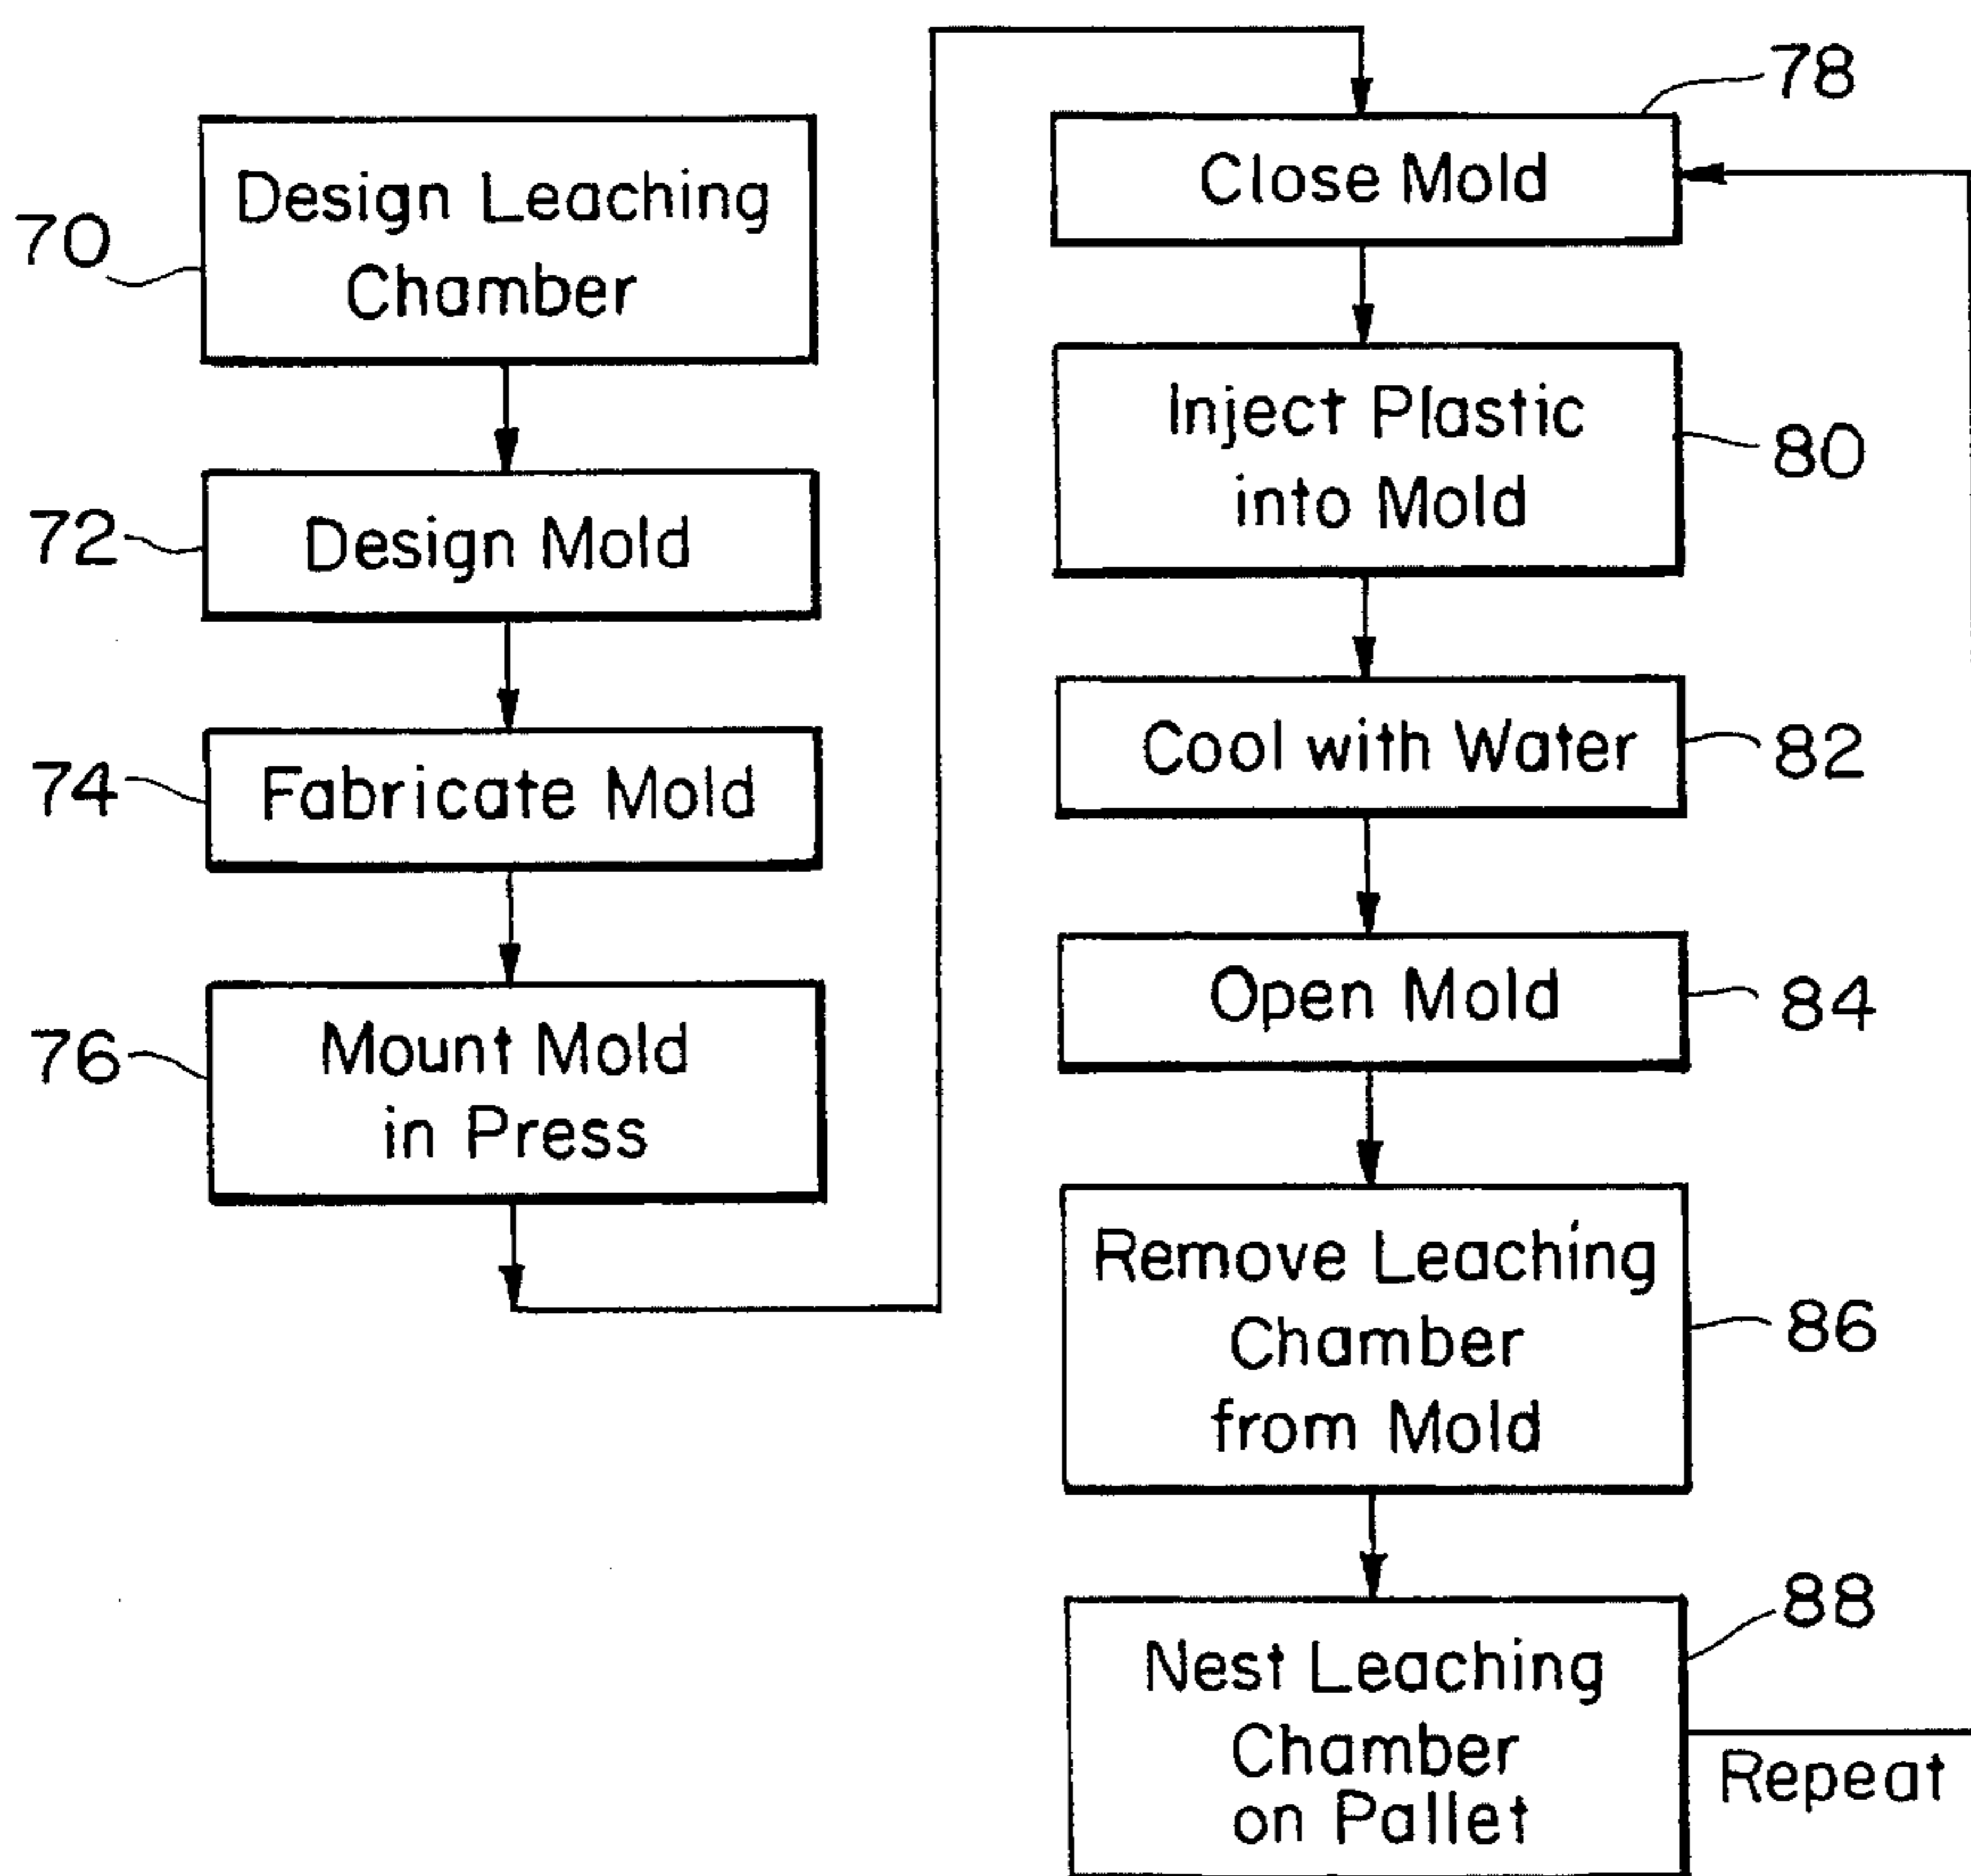 70
Design Leaching
Chamber
72
Design Mold
74
Fabricate Mold
76
Mount Mold
in Press
78
Close Mold
80
Inject Plastic
into Mold
82
Cool with Water
84
Open Mold
86
Remove Leaching
Chamber
from Mold
88
Nest Leaching
Chamber
on Pallet
Repeat